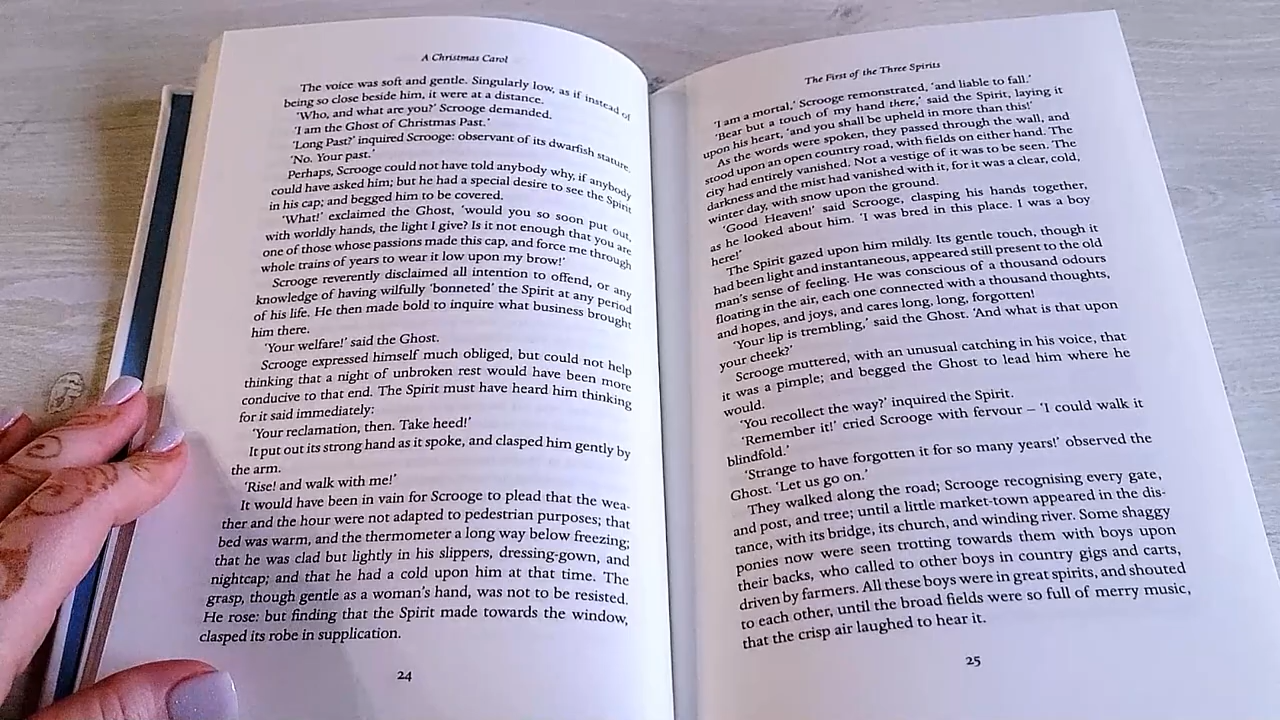 A Christmas Carol
The voice was soft and gentle. Singularly low, as if instead of
being so close beside him, it were at a distance.
‘Who, and what are you?’ Scrooge demanded.
‘I am the Ghost of Christmas Past.’
‘Long Past?’ inquired Scrooge: observant of its dwarfish stature.
‘No. Your past.’
Perhaps, Scrooge could not have told anybody why, if anybody
could have asked him; but he had a special desire to see the Spirit
in his cap; and begged him to be covered.
‘What!’ exclaimed the Ghost, ‘would you so soon put out,
with worldly hands, the light I give? Is it not enough that you are
one of those whose passions made this cap, and force me through
whole trains of years to wear it low upon my brow!’
Scrooge reverently disclaimed all intention to offend, or any
knowledge of having wilfully ‘bonneted’ the Spirit at any period
of his life. He then made bold to inquire what business brought
him there.
‘Your welfare!’ said the Ghost.
Scrooge expressed himself much obliged, but could not help
thinking that a night of unbroken rest would have been more
conducive to that end. The Spirit must have heard him thinking
for it said immediately:
‘Your reclamation, then. Take heed!’
It put out its strong hand as it spoke, and clasped him gently by
the arm.
‘Rise! and walk with me!’
It would have been in vain for Scrooge to plead that the wea-
ther and the hour were not adapted to pedestrian purposes; that
bed was warm, and the thermometer a long way below freezing;
that he was clad but lightly in his slippers, dressing-gown, and
nightcap; and that he had a cold upon him at that time. The
grasp, though gentle as a woman’s hand, was not to be resisted.
He rose: but finding that the Spirit made towards the window,
clasped its robe in supplication.
24
The First of the Three Spirits
‘I am a mortal,’ Scrooge remonstrated, ‘and liable to fall.’
‘Bear but a touch of my hand there,’ said the Spirit, laying it
upon his heart, ‘and you shall be upheld in more than this!’
As the words were spoken, they passed through the wall, and
stood upon an open country road, with fields on either hand. The
city had entirely vanished. Not a vestige of it was to be seen. The
darkness and the mist had vanished with it, for it was a clear, cold,
winter day, with snow upon the ground.
‘Good Heaven!’ said Scrooge, clasping his hands together,
as he looked about him. ‘I was bred in this place. I was a boy
here!’
The Spirit gazed upon him mildly. Its gentle touch, though it
had been light and instantaneous, appeared still present to the old
man’s sense of feeling. He was conscious of a thousand odours
floating in the air, each one connected with a thousand thoughts,
and hopes, and joys, and cares long, long, forgotten!
‘Your lip is trembling,’ said the Ghost. ‘And what is that upon
your cheek?’
Scrooge muttered, with an unusual catching in his voice, that
it was a pimple; and begged the Ghost to lead him where he
would.
‘You recollect the way?’ inquired the Spirit.
‘Remember it!’ cried Scrooge with fervour – ‘I could walk it
blindfold.’
‘Strange to have forgotten it for so many years!’ observed the
Ghost. ‘Let us go on.’
They walked along the road; Scrooge recognising every gate,
and post, and tree; until a little market-town appeared in the dis-
tance, with its bridge, its church, and winding river. Some shaggy
ponies now were seen trotting towards them with boys upon
their backs, who called to other boys in country gigs and carts,
driven by farmers. All these boys were in great spirits, and shouted
to each other, until the broad fields were so full of merry music,
that the crisp air laughed to hear it.
25